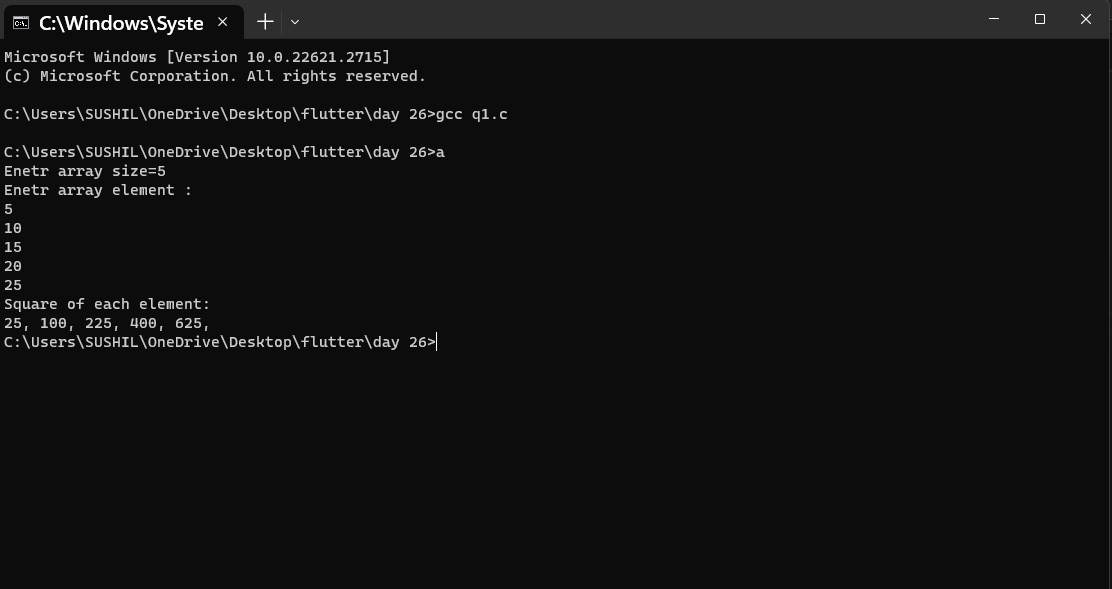 C:\Windows\Syste
Microsoft Windows [Version 10.0.22621.2715]
(c) Microsoft Corporation. All rights reserved.
C:\Users\SUSHIL\OneDrive\Desktop\flutter\day 26>gcc q1.c
C:\Users\SUSHIL\OneDrive\Desktop\flutter\day 26>a
Enetr array size=5
Enetr array element :
5
10
15
20
25
Square of each element:
25, 100, 225, 400, 625,
C:\Users\SUSHIL\OneDrive\Desktop\flutter\day 26>